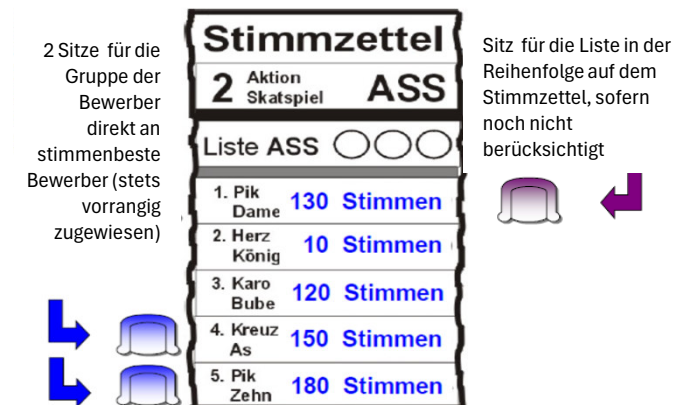 2 Sitze für die
Gruppe der
Bewerber
direkt an
stimmenbeste
Bewerber (stets
vorrangig
zugewiesen)
Stimmzettel
2 Aktion Skatspiel ASS
Liste ASS
1. Pik Dame 130 Stimmen
2. Herz König 10 Stimmen
3. Karo Bube 120 Stimmen
4. Kreuz As 150 Stimmen
5. Pik Zehn 180 Stimmen
Sitz für die Liste in der
Reihenfolge auf dem
Stimmzettel, sofern
noch nicht
berücksichtigt